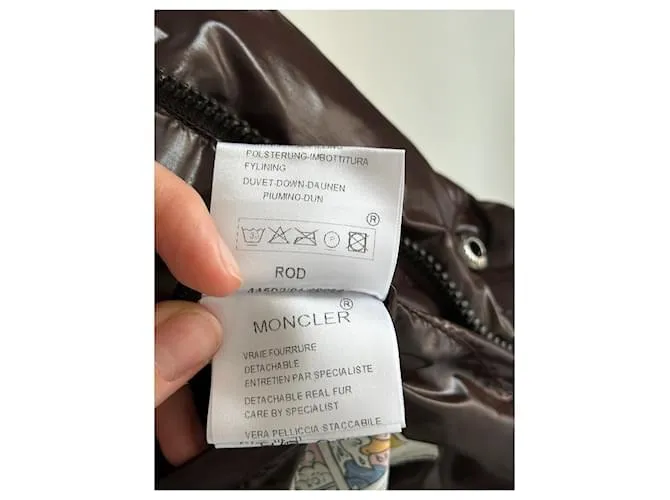 POLSTERUNG-IMBOTTITURA
FYLINING
DUVET-DOWN-DAUNEN
PIUMINO-DUN
®
ROD
®
MONCLER
VRAIE FOURRURE
DETACHABLE
ENTRETIEN PAR SPECIALISTE
DETACHABLE REAL FUR
CARE BY SPECIALIST
VERA PELLICCIA STACCABILE